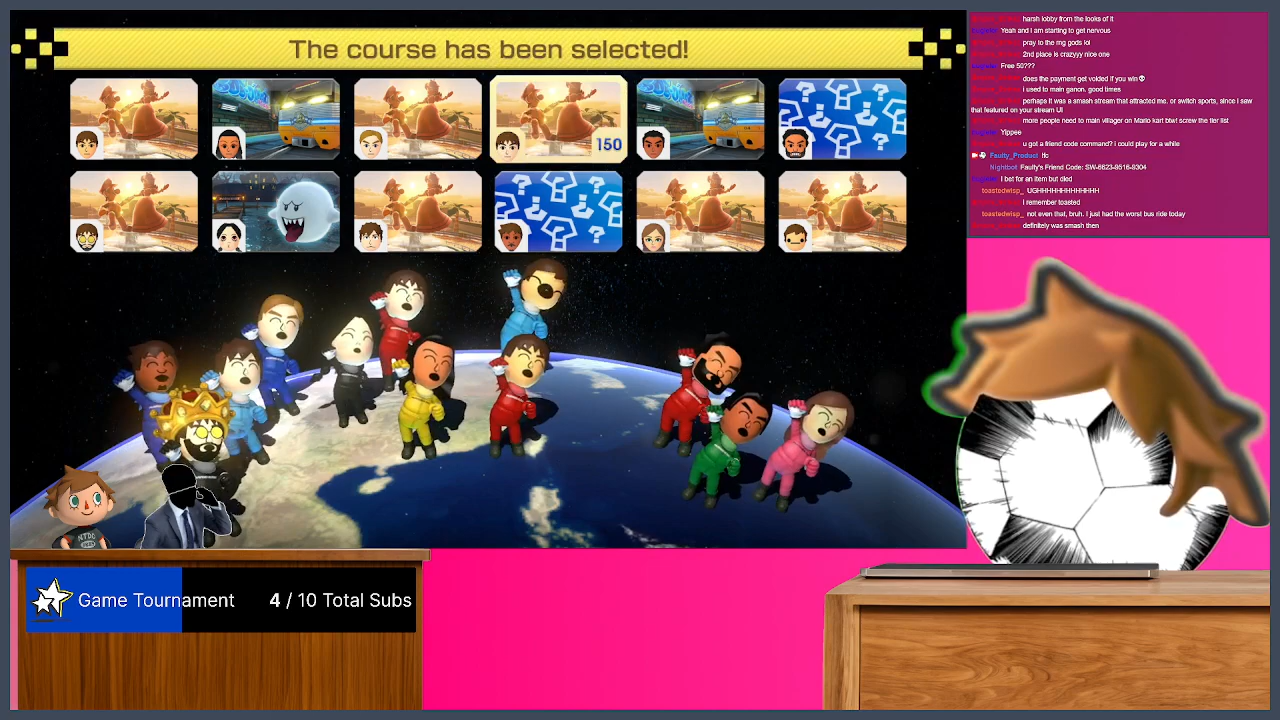 The course has been selected!
150
harsh lobby from the looks of it
Yeah and I am starting to get nervous
pray to the rng gods lol
2nd place is crazyyy nice one
Free 50???
does the payment get voided if you win
I used to main ganon. good times
perhaps it was a smash stream that attracted me. or switch sports, since I saw
that featured on your stream UI
more people need to main villager on Mario kart btw! screw the tier list
Yippee
u got a friend code command? i could play for a while
Faulty_Product !fc
Nightbot Faulty's Friend Code: SW-6623-9516-9304
I bet for an item but died
toastedwisp_ UGHHHHHHHHHHHHH
I remember toasted
toastedwisp_ not even that, bruh. I just had the worst bus ride today
definitely was smash then
NTDC
Game Tournament 4 / 10 Total Subs